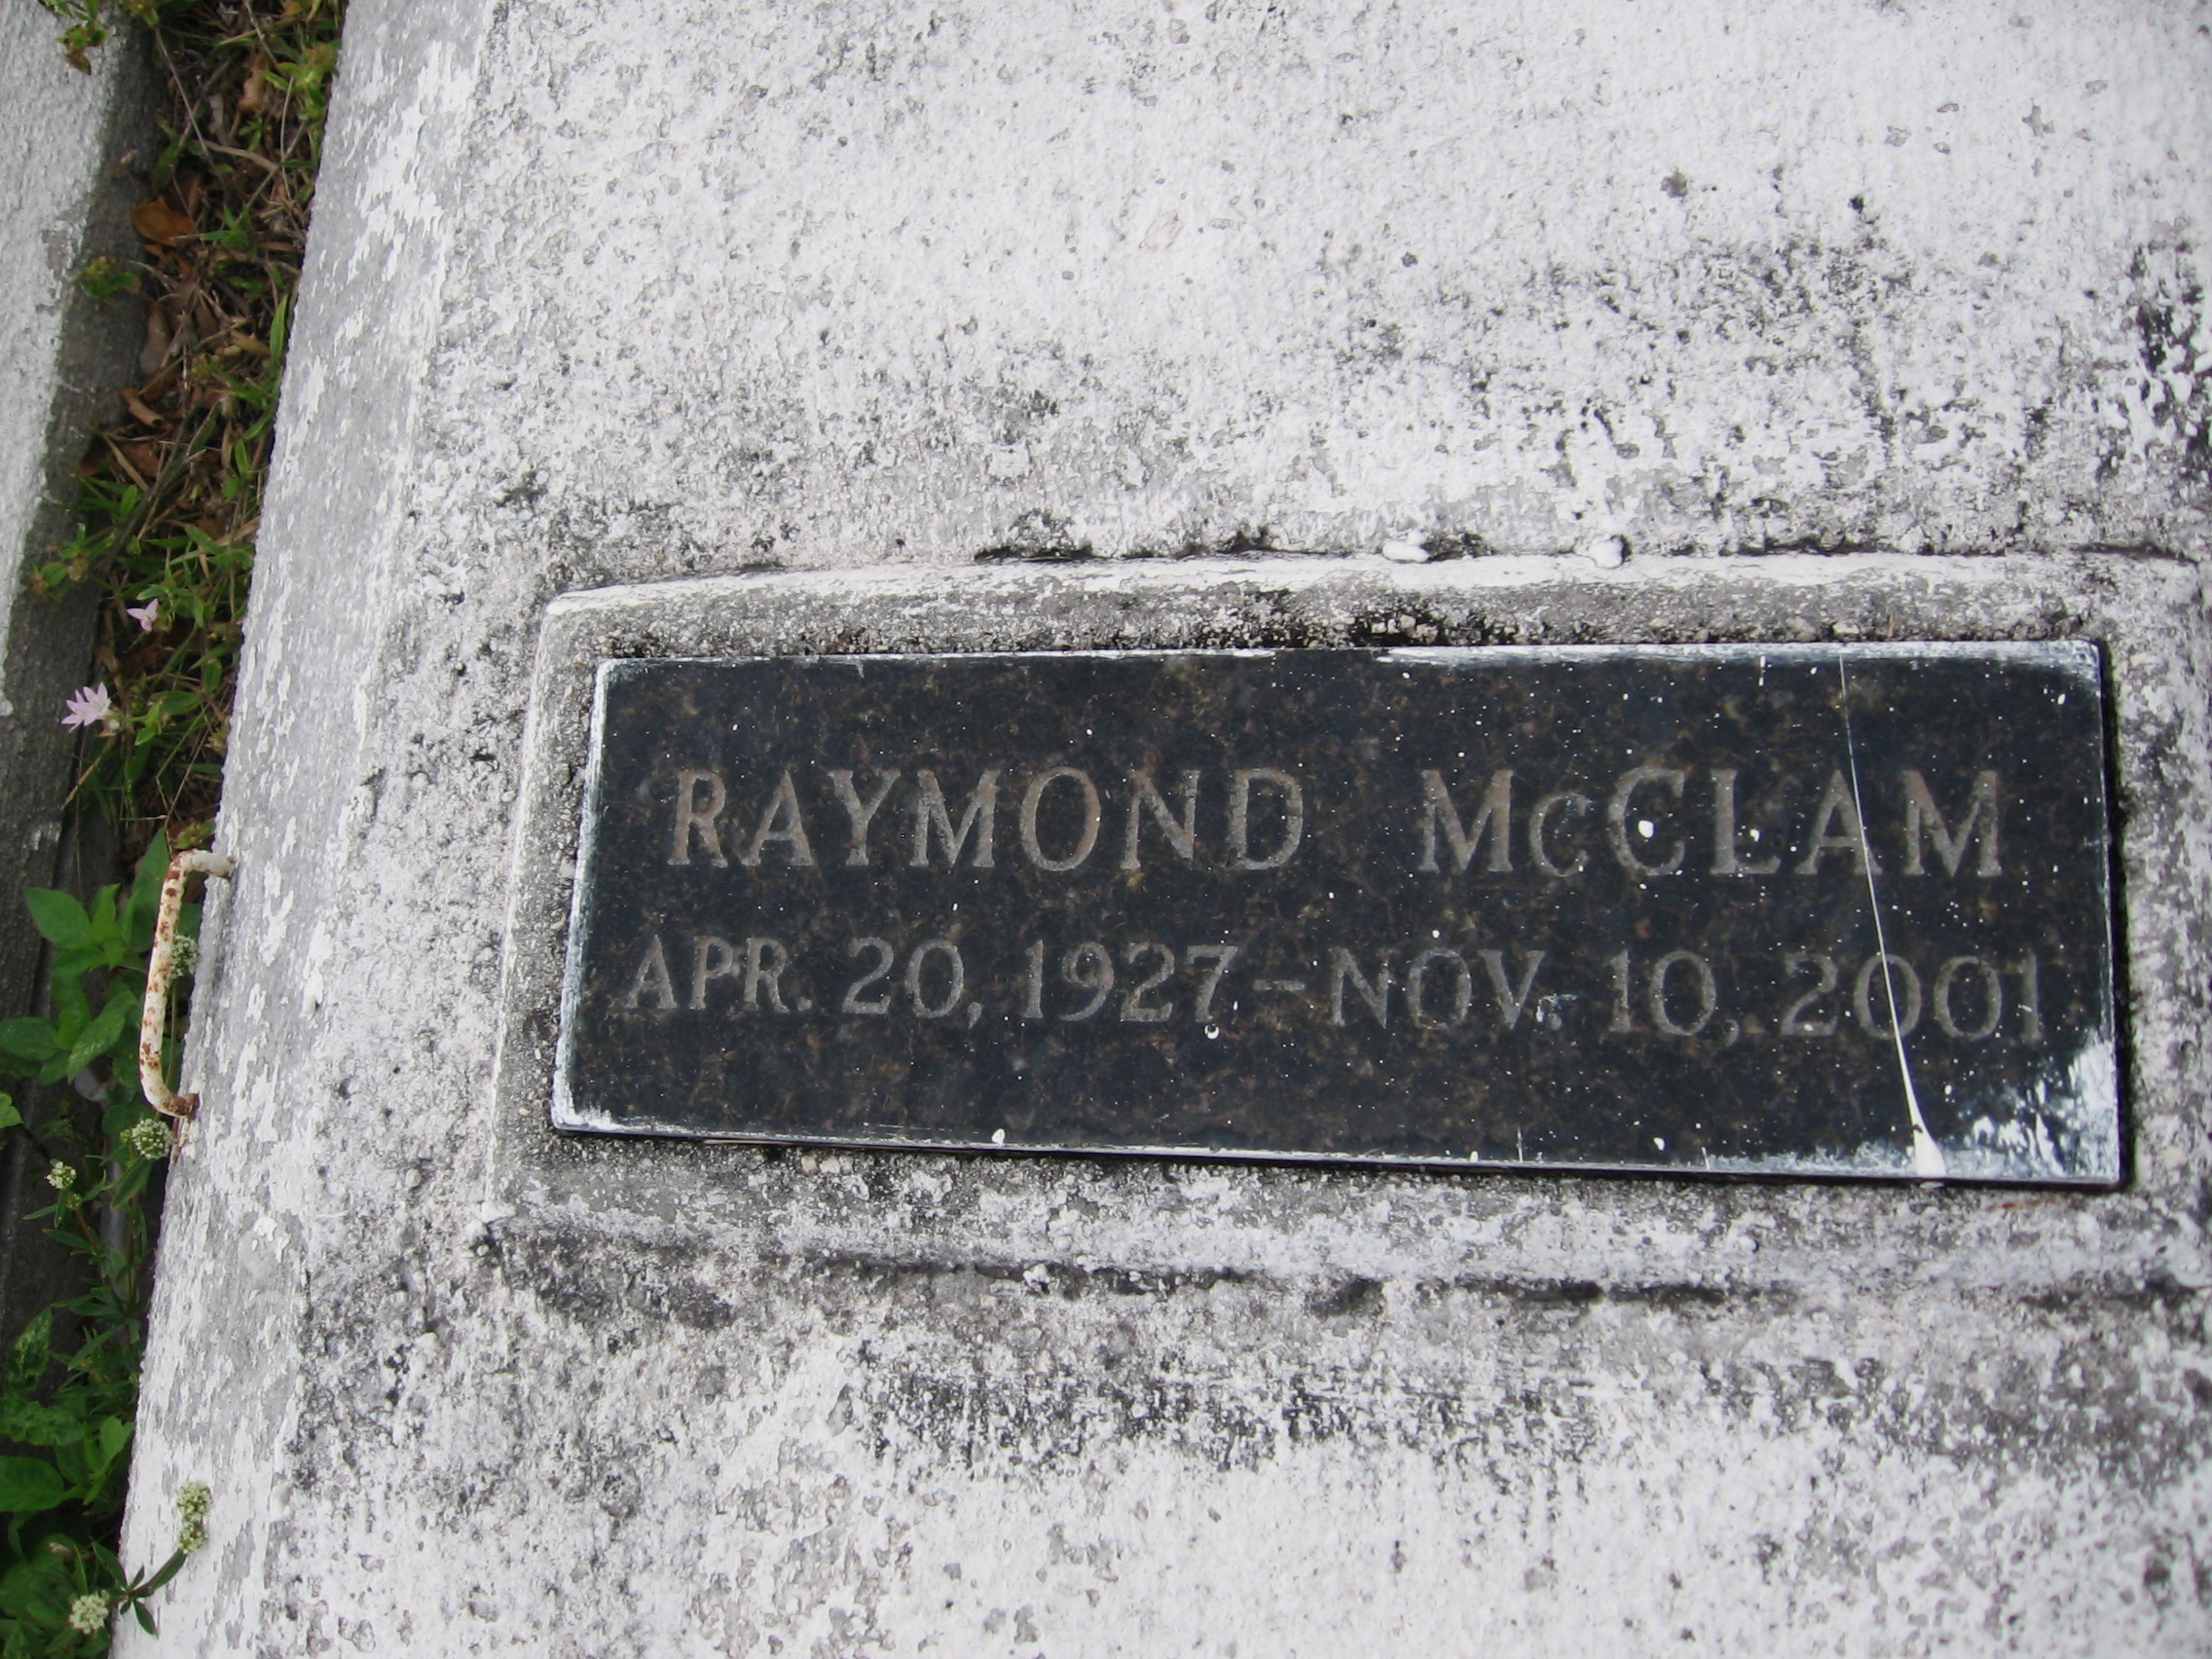 RAYMOND McCLAM
APR. 20, 1927-NOV. 10, 2001